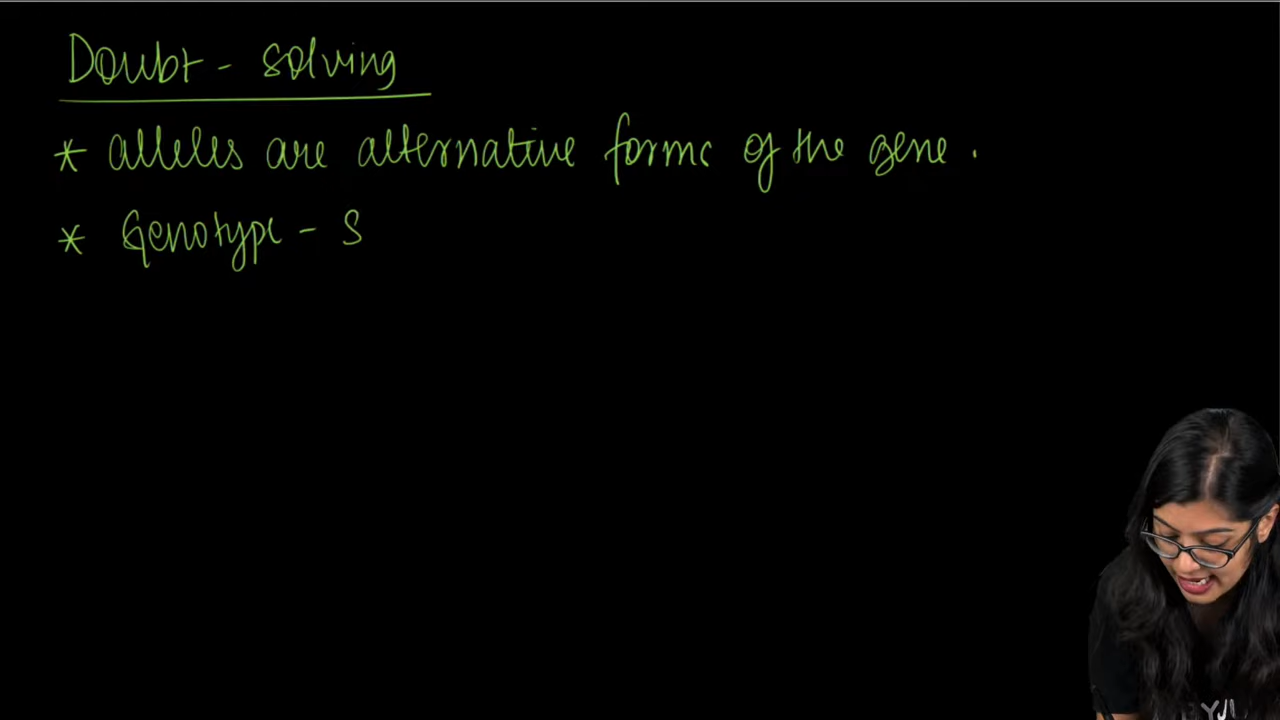 Doubt - solving
* alleles are alternative forms of the gene.
* Genotype - S